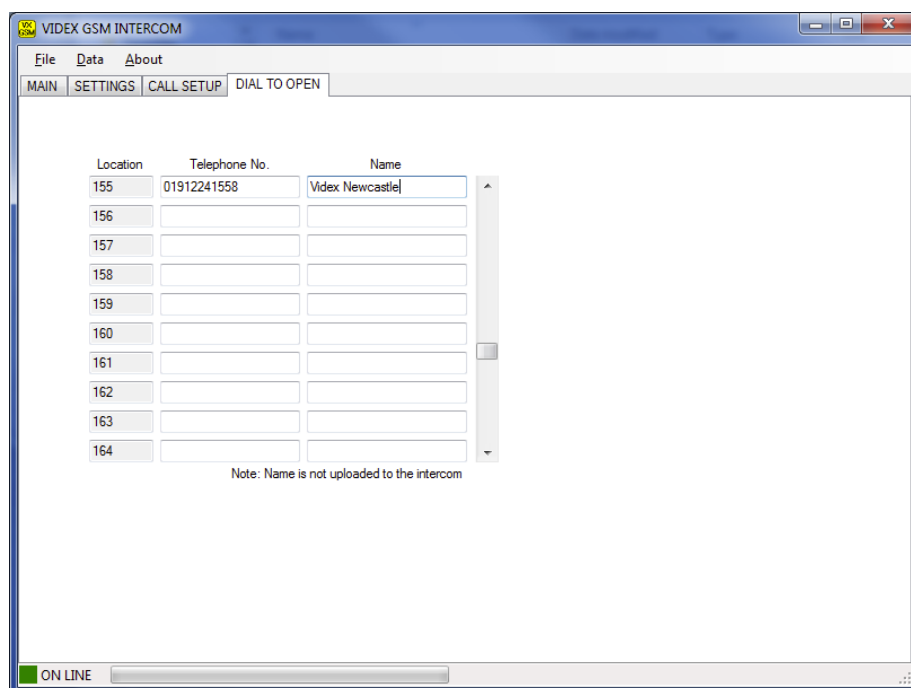 VX
GSM
VIDEX GSM INTERCOM
File Data About
MAIN SETTINGS CALL SETUP DIAL TO OPEN
Location Telephone No. Name
155 01912241558 Videx Newcastle
156
157
158
159
160
161
162
163
164
Note: Name is not uploaded to the intercom
ON LINE